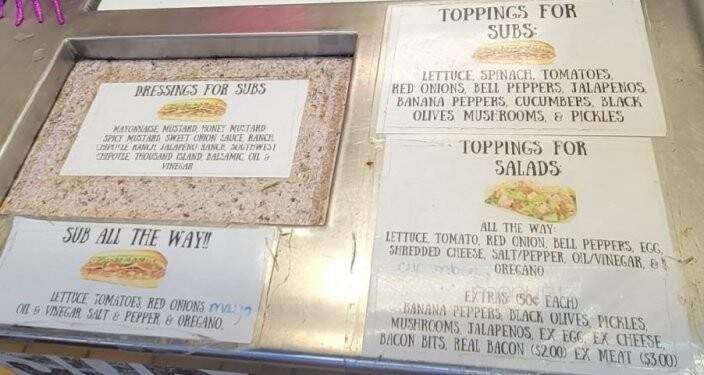 DRESSINGS FOR SUBS
MAYONNAISE, MUSTARD, HONEY MUSTARD,
SPICY MUSTARD, SWEET ONION SAUCE, RANCH,
CHIPOTLE RANCH, JALAPENO RANCH, SOUTHWEST
CHIPOTLE, THOUSAND ISLAND, BALSAMIC, OIL &
VINEGAR
SUB ALL THE WAY!!
LETTUCE, TOMATOES, RED ONIONS, mayo
OIL & VINEGAR, SALT & PEPPER, & OREGANO.
TOPPINGS FOR
SUBS:
LETTUCE, SPINACH, TOMATOES,
RED ONIONS, BELL PEPPERS, JALAPENOS,
BANANA PEPPERS, CUCUMBERS, BLACK
OLIVES, MUSHROOMS, & PICKLES
TOPPINGS FOR
SALADS:
ALL THE WAY:
LETTUCE, TOMATO, RED ONION, BELL PEPPERS, EGG,
SHREDDED CHEESE, SALT/PEPPER, OIL/VINEGAR, &
OREGANO
EXTRAS (50¢ EACH)
BANANA PEPPERS, BLACK OLIVES, PICKLES,
MUSHROOMS, JALAPENOS, EX EGG, EX CHEESE,
BACON BITS, REAL BACON ($2.00) EX MEAT ($3.00)